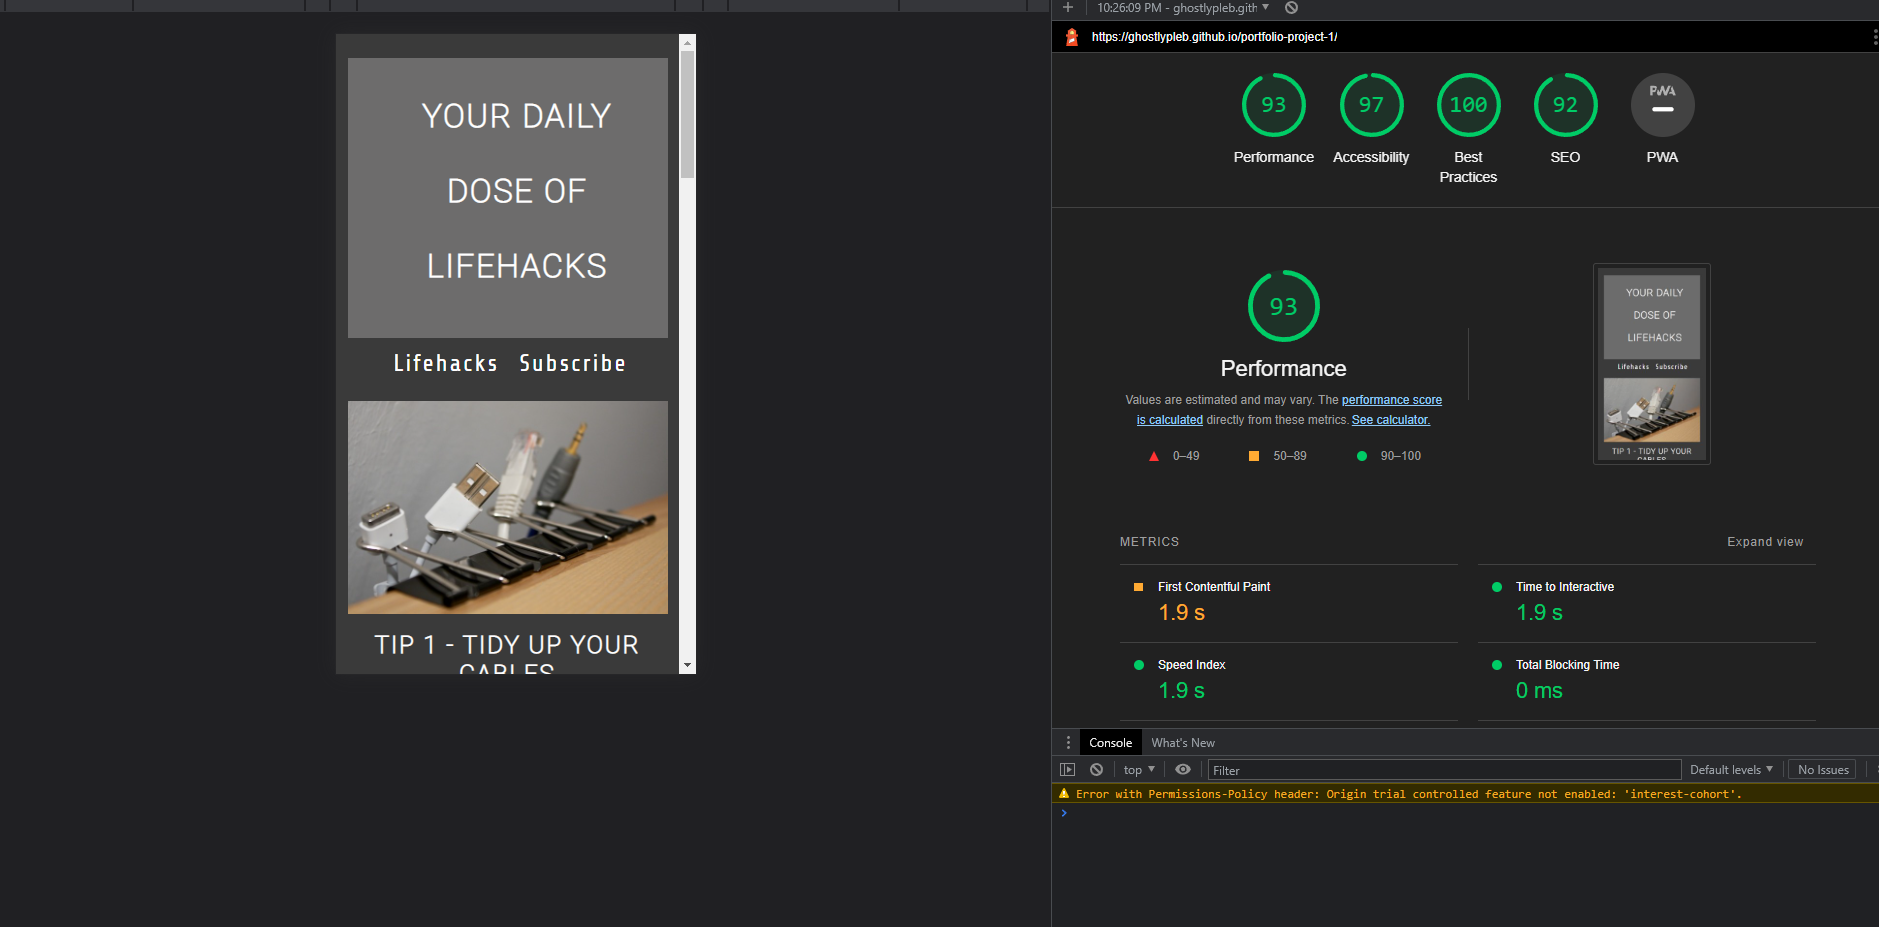 YOUR DAILY
DOSE OF
LIFEHACKS
Lifehacks Subscribe
TIP 1 - TIDY UP YOUR
CABLES
10:26:09 PM - ghostlypleb.gith
https://ghostlypleb.github.io/portfolio-project-1/
93 97 100 92 PWA
Performance Accessibility Best Practices SEO PWA
93
Performance
Values are estimated and may vary. The performance score
is calculated directly from these metrics. See calculator.
0–49 50–89 90–100
YOUR DAILY
DOSE OF
LIFEHACKS
Lifehacks Subscribe
TIP 1 - TIDY UP YOUR
CABLES
METRICS Expand view
First Contentful Paint
1.9 s
Time to Interactive
1.9 s
Speed Index
1.9 s
Total Blocking Time
0 ms
Console What's New
top Filter Default levels No Issues
Error with Permissions-Policy header: Origin trial controlled feature not enabled: 'interest-cohort'.